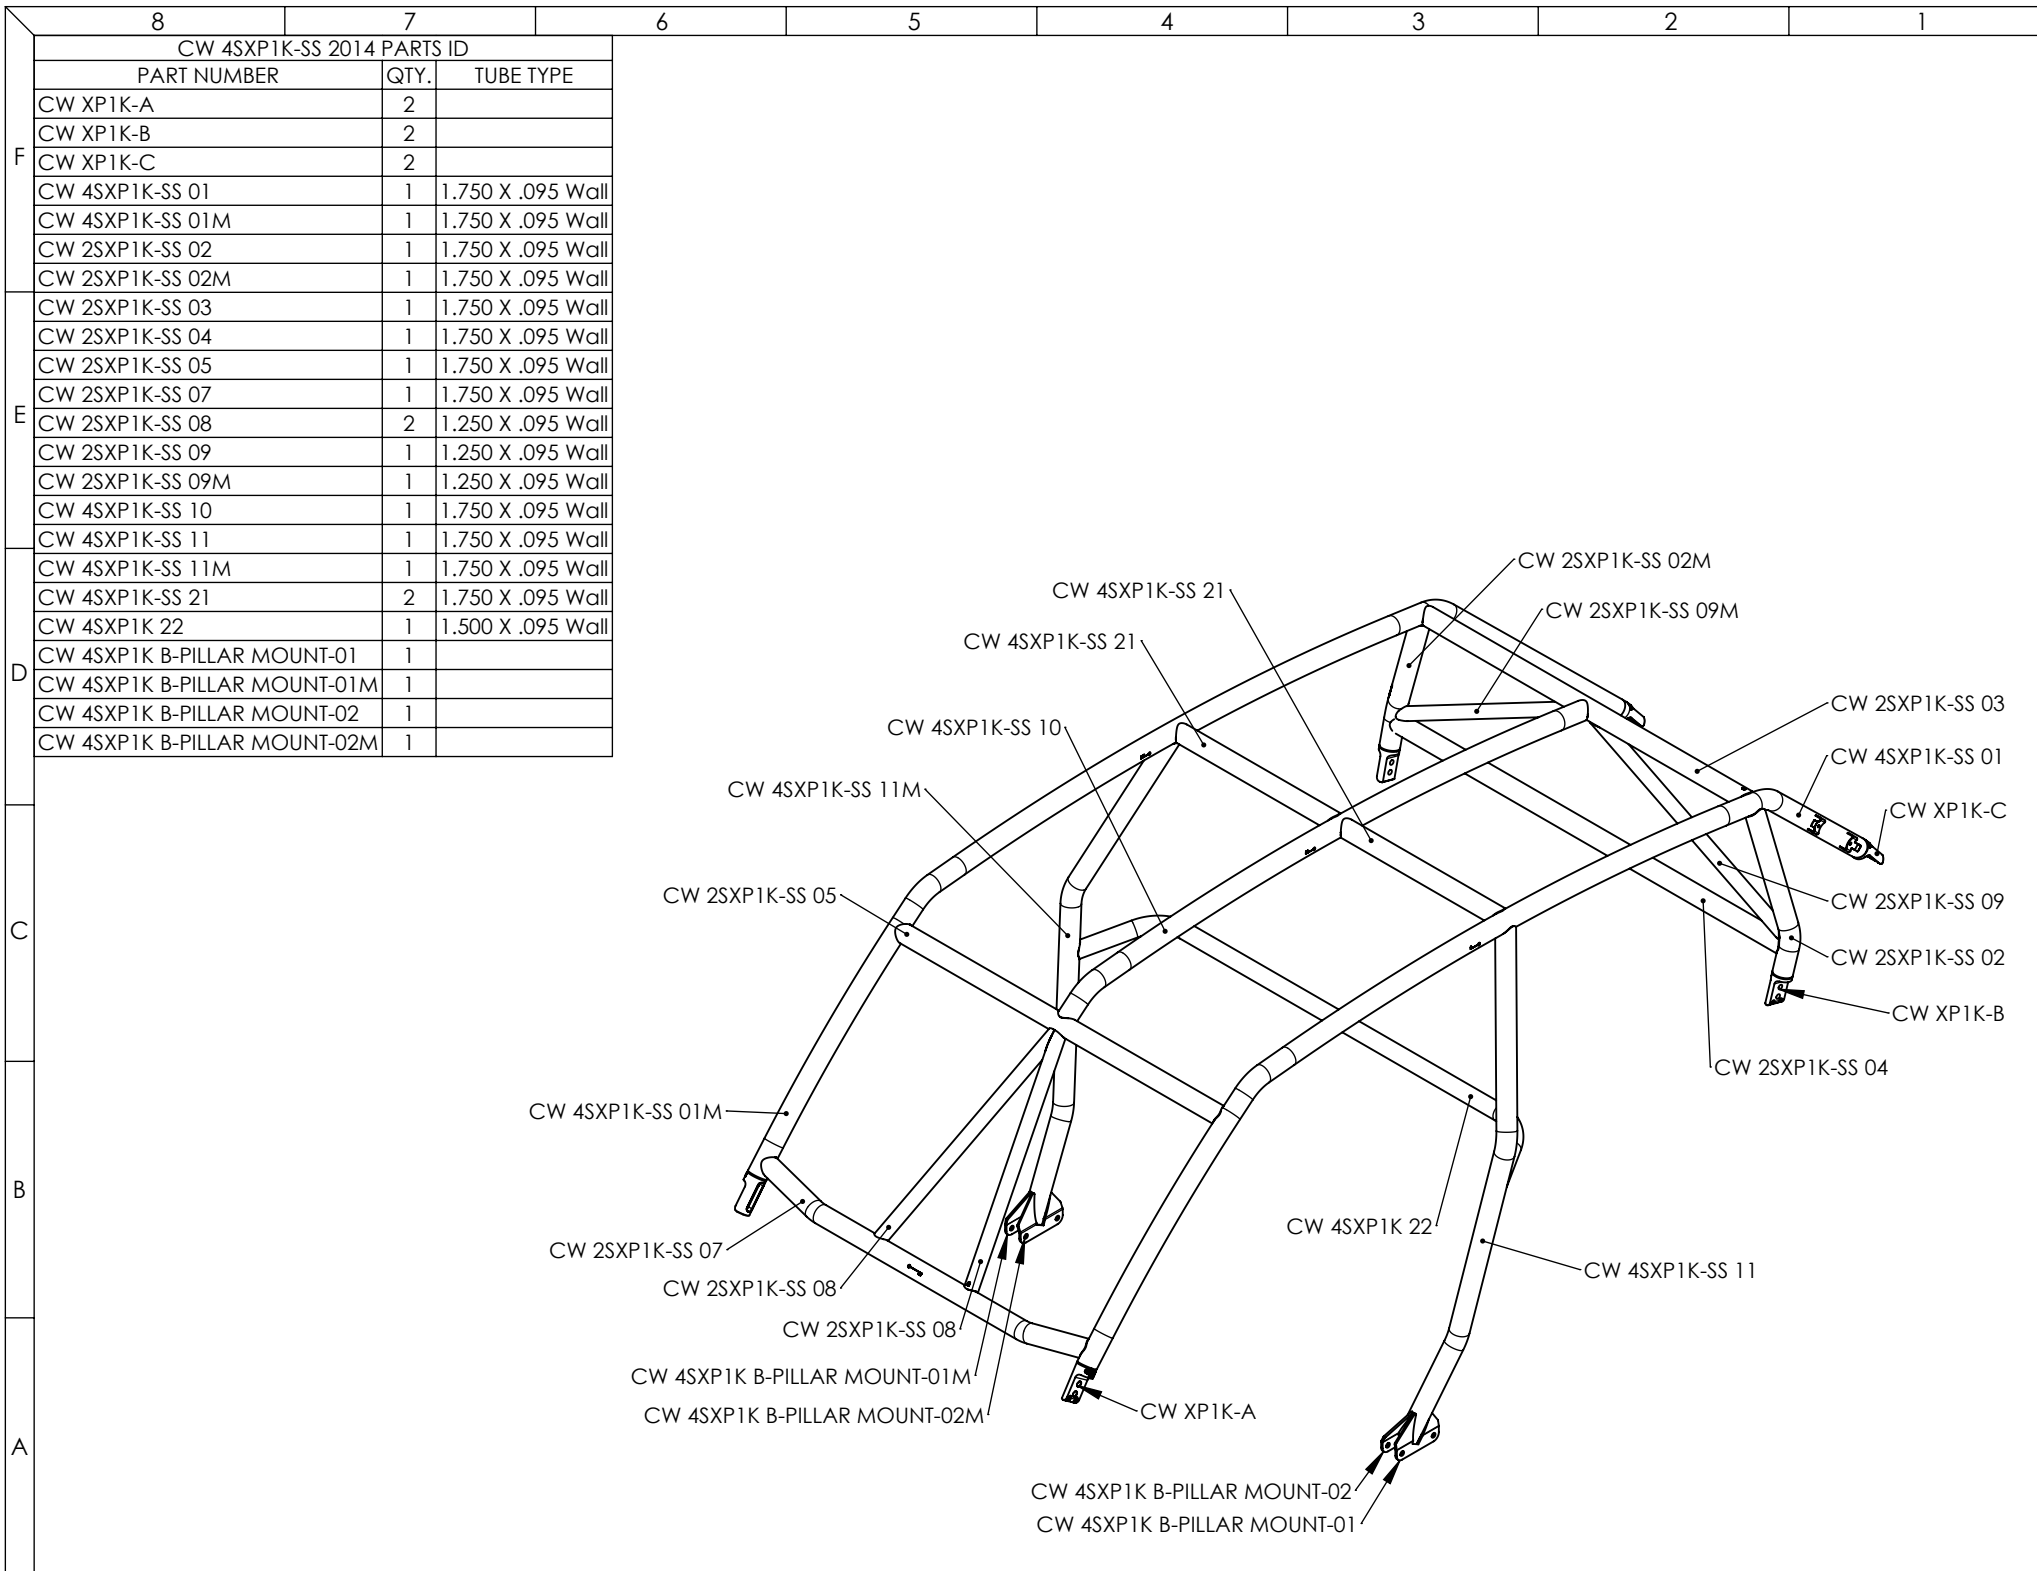 8 7 6 5 4 3 2 1
CW 4SXP1K-SS 2014 PARTS ID
PART NUMBER QTY. TUBE TYPE
CW XP1K-A 2
CW XP1K-B 2
CW XP1K-C 2
CW 4SXP1K-SS 01 1 1.750 X .095 Wall
CW 4SXP1K-SS 01M 1 1.750 X .095 Wall
CW 2SXP1K-SS 02 1 1.750 X .095 Wall
CW 2SXP1K-SS 02M 1 1.750 X .095 Wall
CW 2SXP1K-SS 03 1 1.750 X .095 Wall
CW 2SXP1K-SS 04 1 1.750 X .095 Wall
CW 2SXP1K-SS 05 1 1.750 X .095 Wall
CW 2SXP1K-SS 07 1 1.750 X .095 Wall
CW 2SXP1K-SS 08 2 1.250 X .095 Wall
CW 2SXP1K-SS 09 1 1.250 X .095 Wall
CW 2SXP1K-SS 09M 1 1.250 X .095 Wall
CW 4SXP1K-SS 10 1 1.750 X .095 Wall
CW 4SXP1K-SS 11 1 1.750 X .095 Wall
CW 4SXP1K-SS 11M 1 1.750 X .095 Wall
CW 4SXP1K-SS 21 2 1.750 X .095 Wall
CW 4SXP1K 22 1 1.500 X .095 Wall
CW 4SXP1K B-PILLAR MOUNT-01 1
CW 4SXP1K B-PILLAR MOUNT-01M 1
CW 4SXP1K B-PILLAR MOUNT-02 1
CW 4SXP1K B-PILLAR MOUNT-02M 1
F
E
D
C
B
A
CW 2SXP1K-SS 02M
CW 4SXP1K-SS 21
CW 2SXP1K-SS 09M
CW 4SXP1K-SS 21
CW 2SXP1K-SS 03
CW 4SXP1K-SS 10
CW 4SXP1K-SS 01
CW 4SXP1K-SS 11M
CW XP1K-C
CW 2SXP1K-SS 05
CW 2SXP1K-SS 09
CW 2SXP1K-SS 02
CW XP1K-B
CW 2SXP1K-SS 04
CW 4SXP1K-SS 01M
CW 4SXP1K 22
CW 2SXP1K-SS 07
CW 4SXP1K-SS 11
CW 2SXP1K-SS 08
CW 2SXP1K-SS 08
CW 4SXP1K B-PILLAR MOUNT-01M
CW XP1K-A
CW 4SXP1K B-PILLAR MOUNT-02M
CW 4SXP1K B-PILLAR MOUNT-02
CW 4SXP1K B-PILLAR MOUNT-01